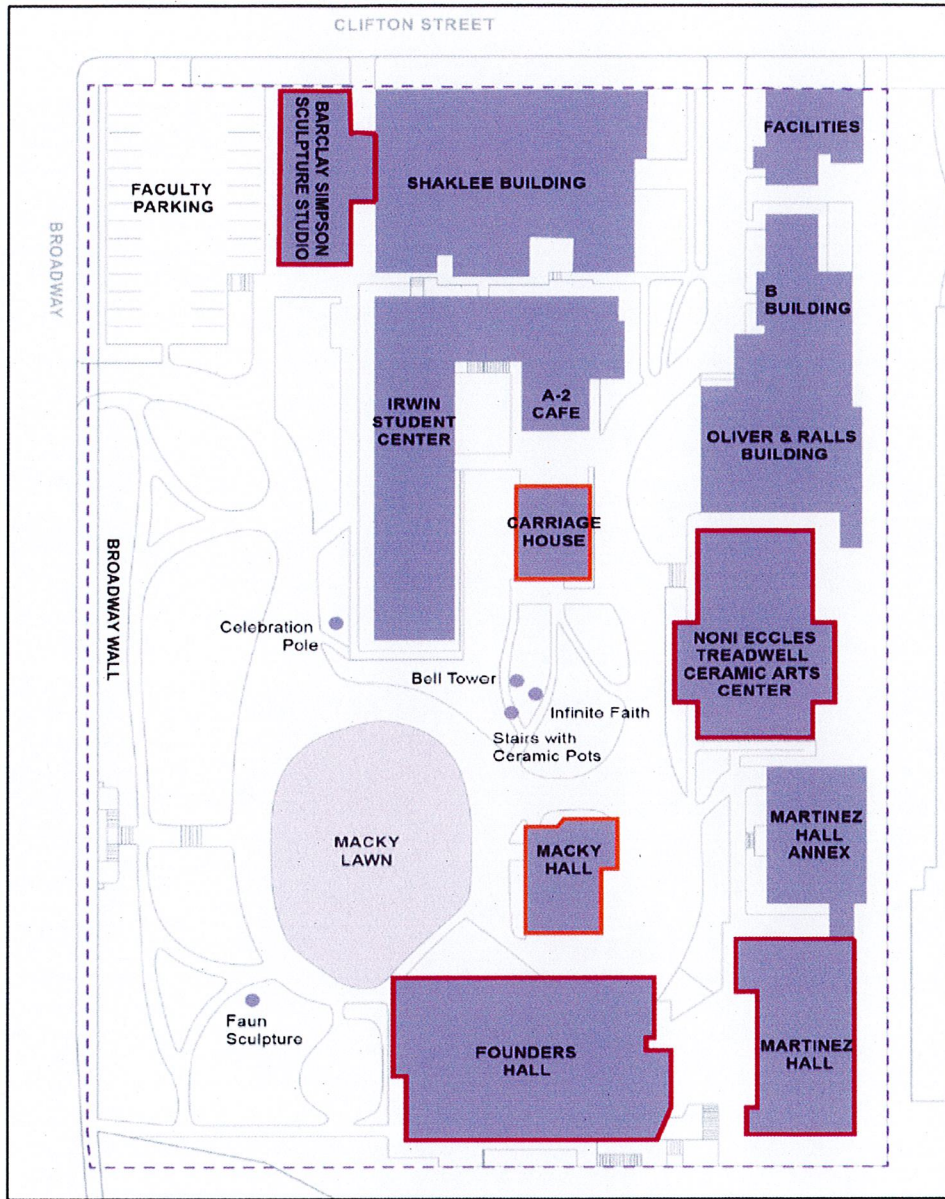 CLIFTON STREET
BROADWAY
FACULTY
PARKING
BARCLAY SIMPSON
SCULPTURE STUDIO
SHAKLEE BUILDING
FACILITIES
B
BUILDING
IRWIN
STUDENT
CENTER
A-2
CAFE
OLIVER & RALLS
BUILDING
CARRIAGE
HOUSE
BROADWAY WALL
Celebration
Pole
Bell Tower
Infinite Faith
Stairs with
Ceramic Pots
NONI ECCLES
TREADWELL
CERAMIC ARTS
CENTER
MACKY
LAWN
MACKY
HALL
MARTINEZ
HALL
ANNEX
Faun
Sculpture
FOUNDERS
HALL
MARTINEZ
HALL